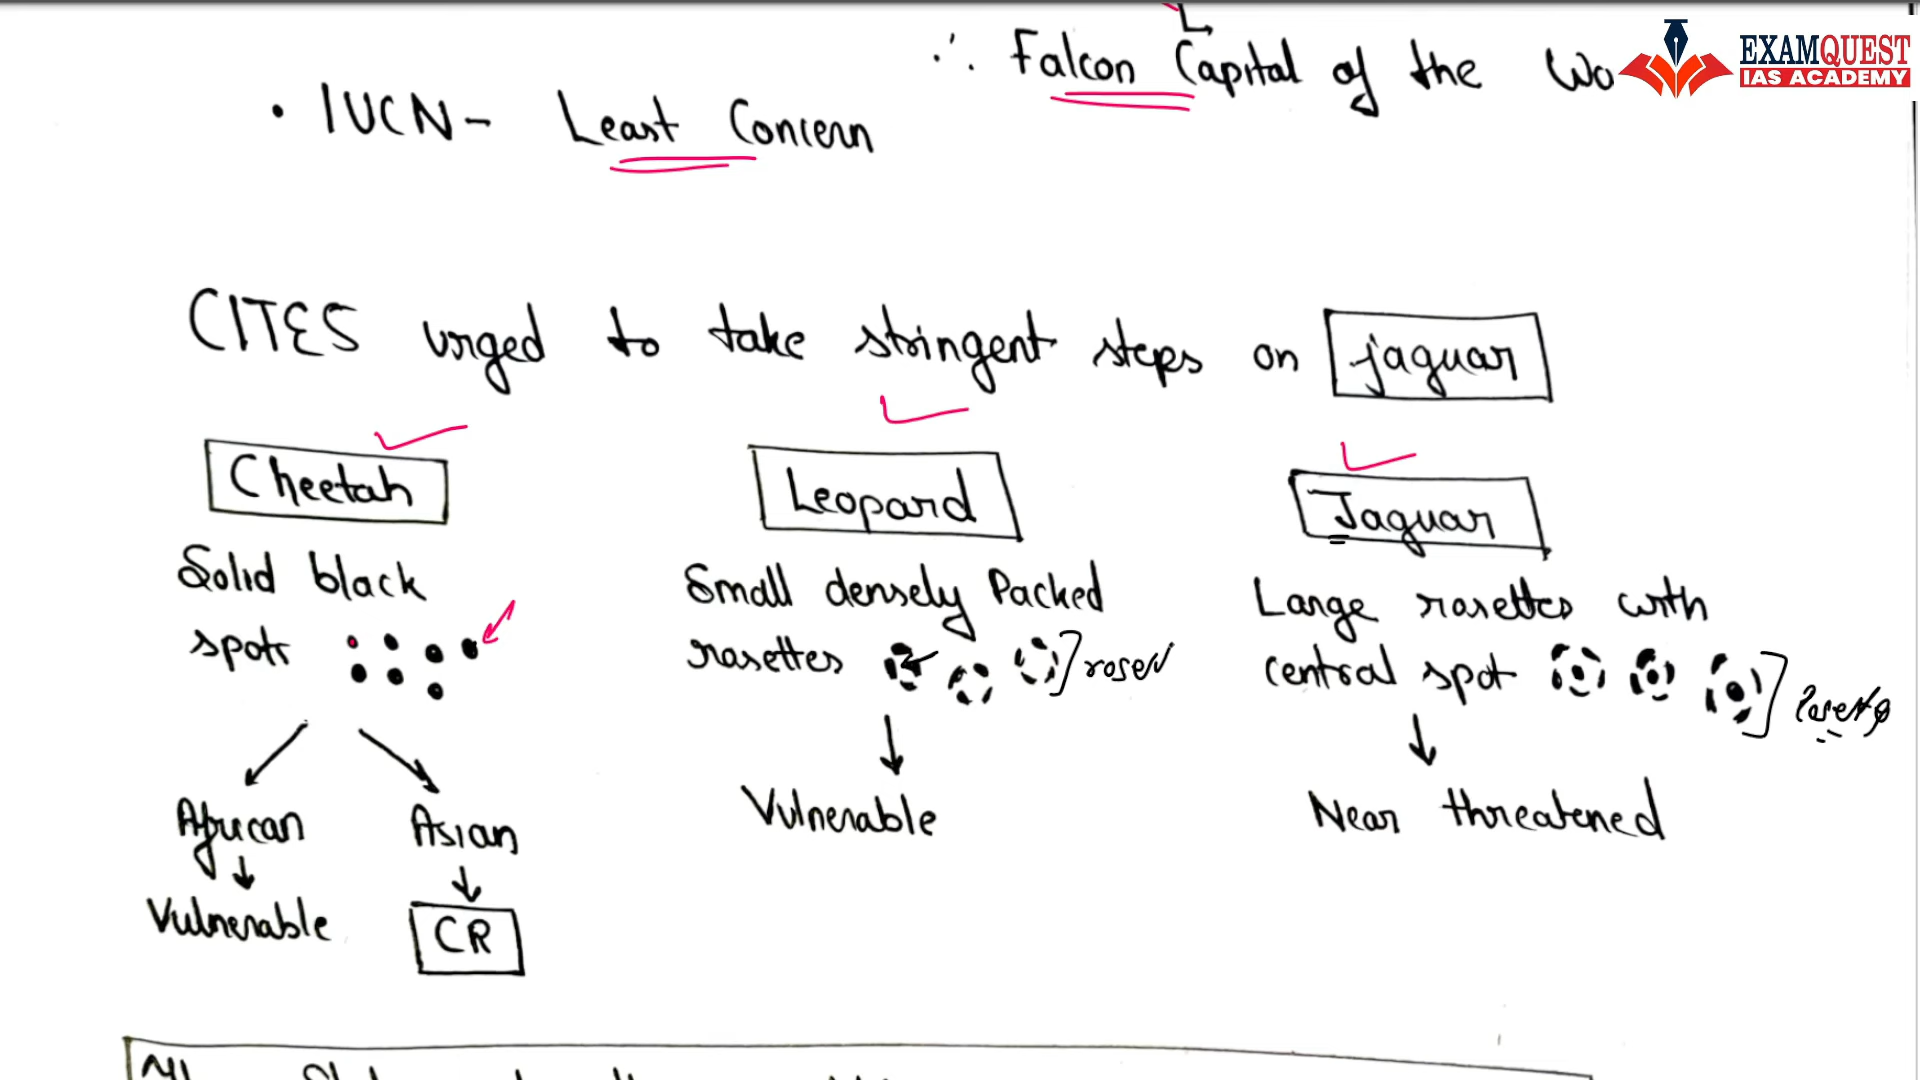 ∴ Falcon Capital of the Wo
EXAMQUEST
IAS ACADEMY
• IUCN- Least Concern
CITES urged to take stringent steps on jaguar
Cheetah
Leopard
Jaguar
Solid black
spots
Small densely Packed
rasettes
Large rasettes with
central spot
African
Asian
Vulnerable
CR
Vulnerable
Near threatened